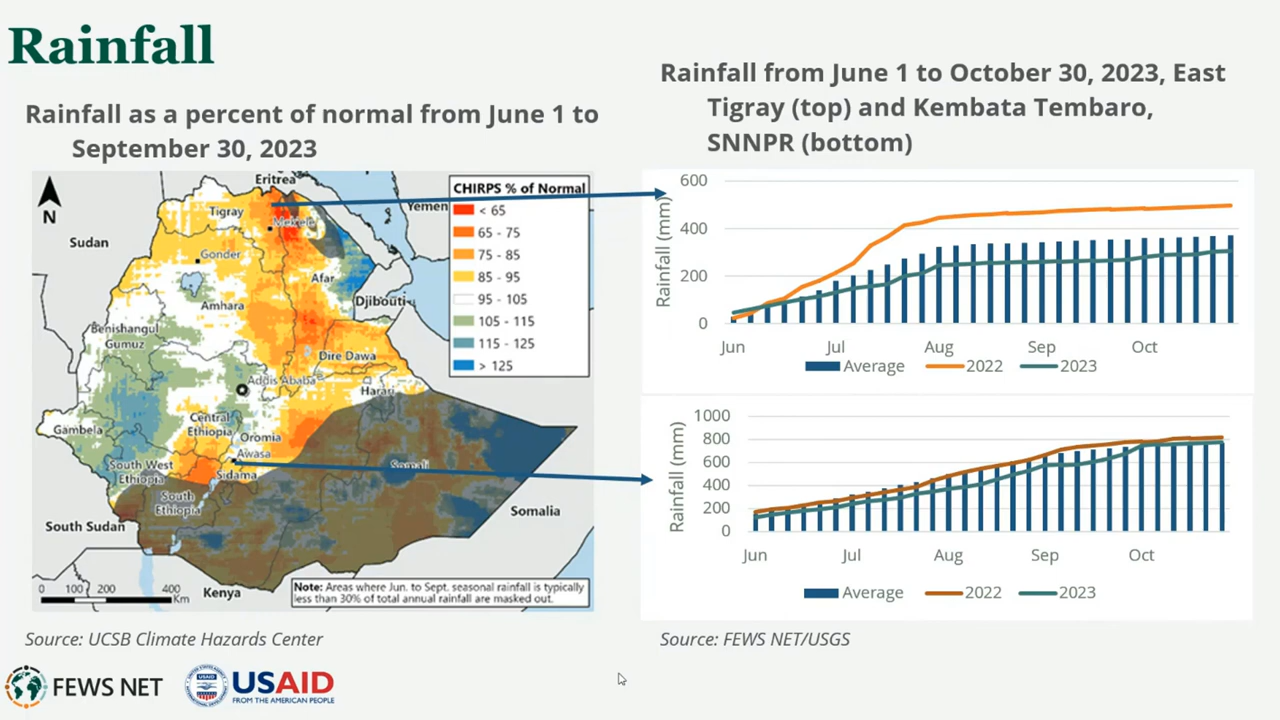 Rainfall
Rainfall as a percent of normal from June 1 to
September 30, 2023
Rainfall from June 1 to October 30, 2023, East
Tigray (top) and Kembata Tembaro,
SNNPR (bottom)
N
Eritrea
Yemen
Sudan
Tigray
Mekele
Gonder
Afar
Amhara
Djibouti
Benishangul
Gumuz
Dire Dawa
Addis Ababa
Harari
Gambela
Central
Ethiopia
Oromia
Awasa
South West
Ethiopia
Sidama
Somali
South
Ethiopia
South Sudan
Somalia
Kenya
0 100 200 400
Km
CHIRPS % of Normal
< 65
65 - 75
75 - 85
85 - 95
95 - 105
105 - 115
115 - 125
> 125
Note: Areas where Jun. to Sept. seasonal rainfall is typically
less than 30% of total annual rainfall are masked out.
Source: UCSB Climate Hazards Center
Rainfall (mm)
600
400
200
0
Jun Jul Aug Sep Oct
Average 2022 2023
Rainfall (mm)
1000
800
600
400
200
0
Jun Jul Aug Sep Oct
Average 2022 2023
Source: FEWS NET/USGS
FEWS NET
USAID
FROM THE AMERICAN PEOPLE